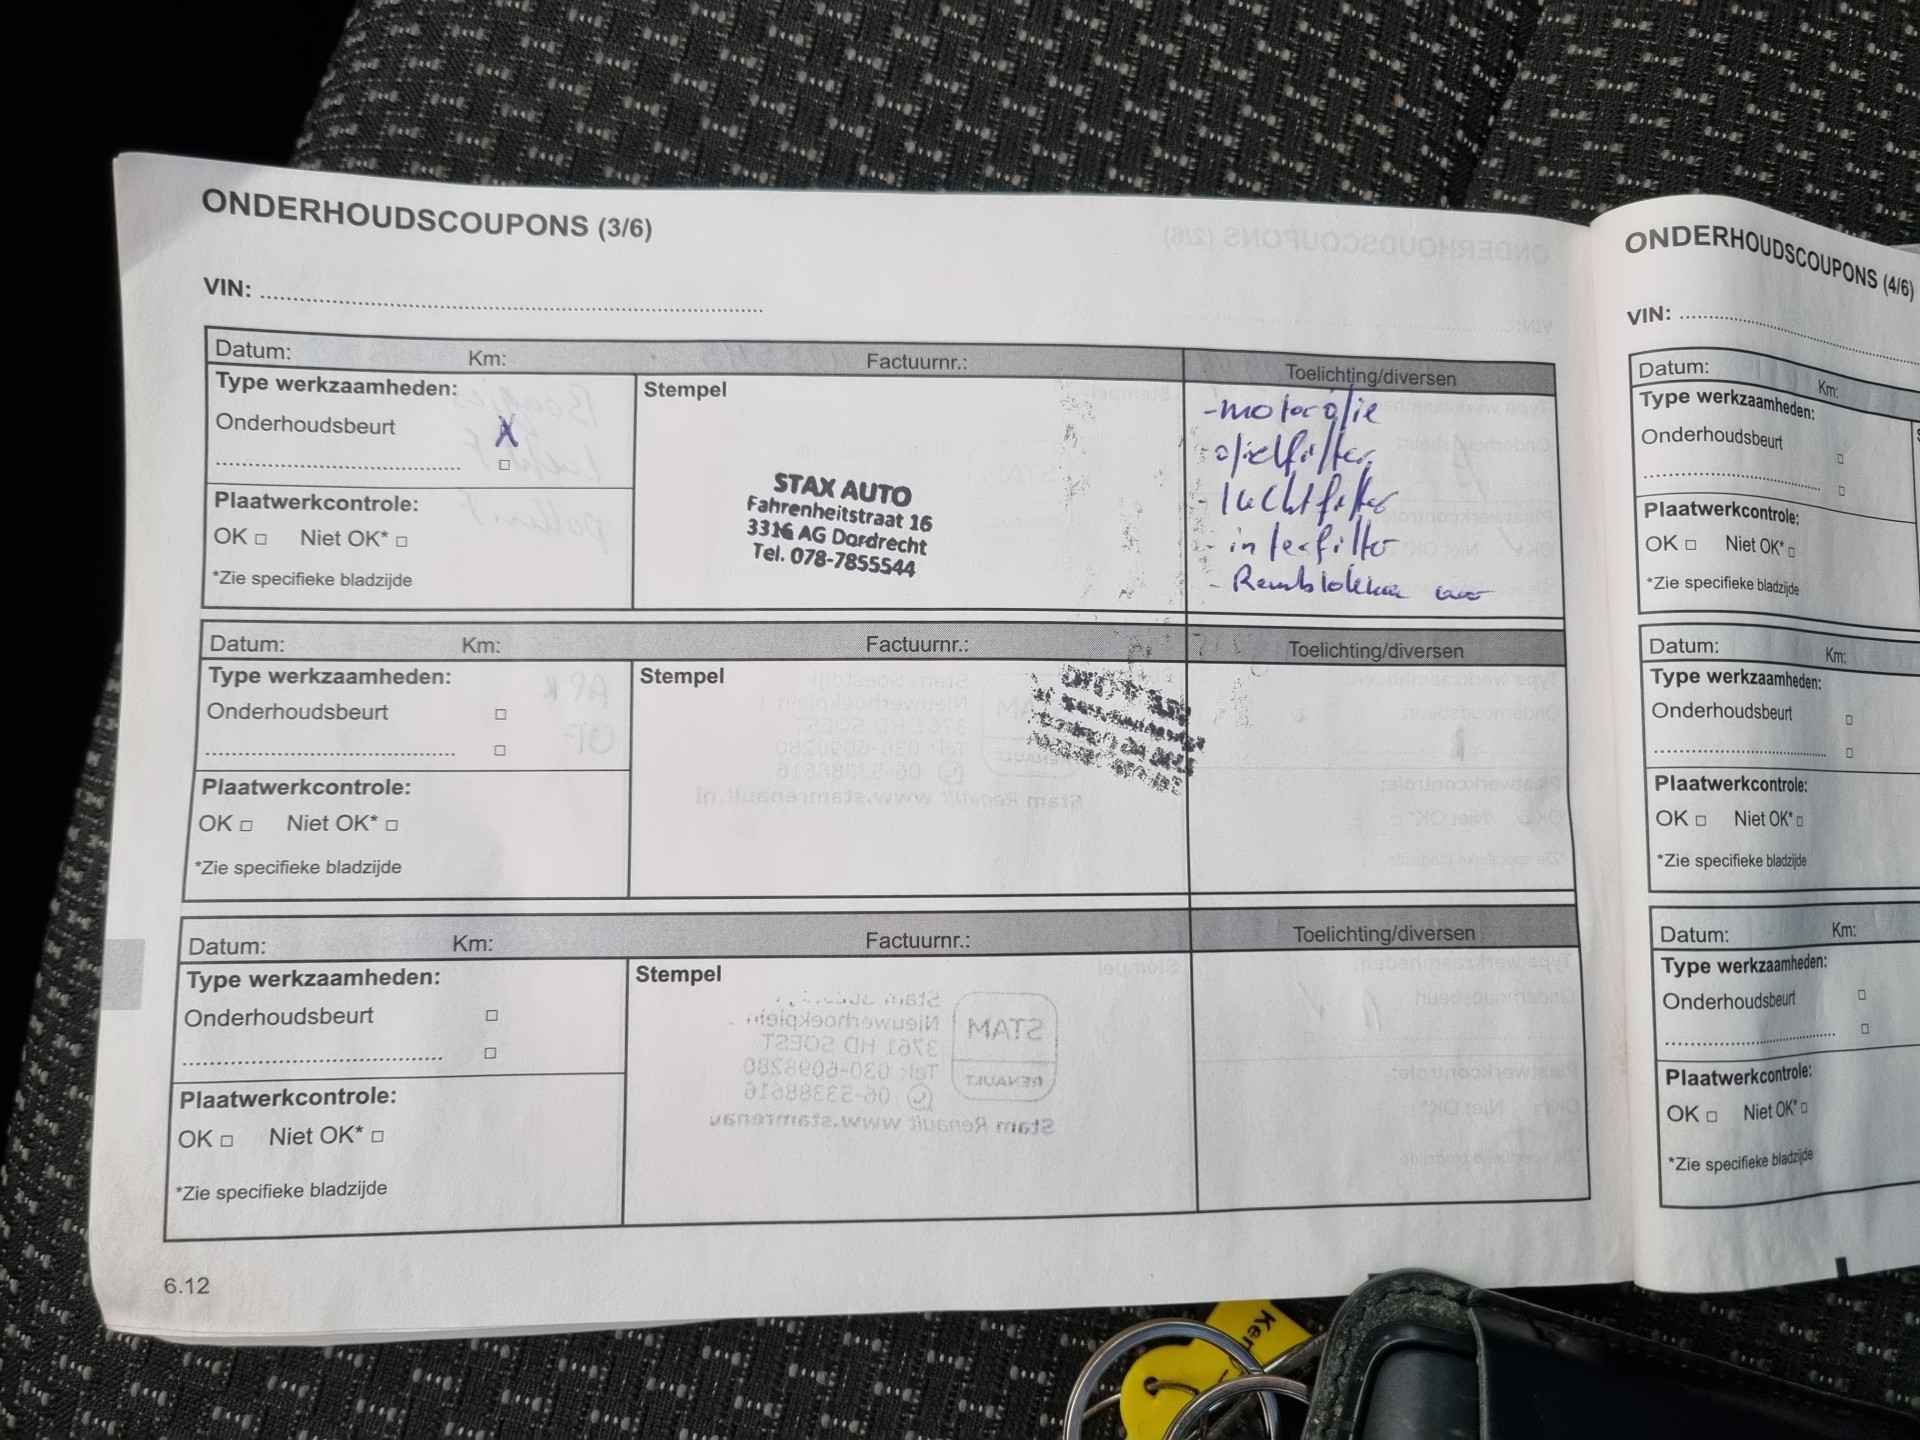 ONDERHOUDSCOUPONS (3/6)
VIN:
Datum: Km: Factuurnr.: Toelichting/diversen
Type werkzaamheden:
Onderhoudsbeurt X
Plaatwerkcontrole:
OK Niet OK*
*Zie specifieke bladzijde
Stempel
STAX AUTO
Fahrenheitstraat 16
3316 AG Dordrecht
Tel. 078-7855544
-motorolie
-oliefilter
-luchtfilter
-interfilter
-Remblokken
Datum: Km: Factuurnr.: Toelichting/diversen
Type werkzaamheden:
Onderhoudsbeurt
Plaatwerkcontrole:
OK Niet OK*
*Zie specifieke bladzijde
Stempel
Datum: Km: Factuurnr.: Toelichting/diversen
Type werkzaamheden:
Onderhoudsbeurt
Plaatwerkcontrole:
OK Niet OK*
*Zie specifieke bladzijde
Stempel
6.12
ONDERHOUDSCOUPONS (4/6)
VIN:
Datum: Km:
Type werkzaamheden:
Onderhoudsbeurt
Plaatwerkcontrole:
OK Niet OK*
*Zie specifieke bladzijde
Datum: Km:
Type werkzaamheden:
Onderhoudsbeurt
Plaatwerkcontrole:
OK Niet OK*
*Zie specifieke bladzijde
Datum: Km:
Type werkzaamheden:
Onderhoudsbeurt
Plaatwerkcontrole:
OK Niet OK*
*Zie specifieke bladzijde